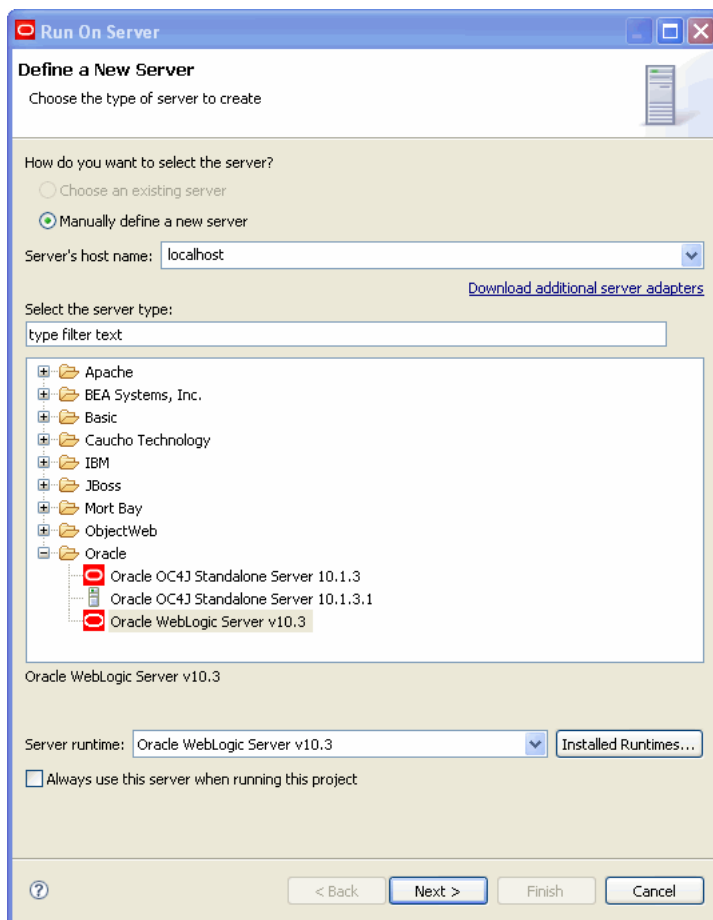 Run On Server
Define a New Server
Choose the type of server to create
How do you want to select the server?
Choose an existing server
Manually define a new server
Server's host name: localhost
Download additional server adapters
Select the server type:
type filter text
Apache
BEA Systems, Inc.
Basic
Caucho Technology
IBM
JBoss
Mort Bay
ObjectWeb
Oracle
Oracle OC4J Standalone Server 10.1.3
Oracle OC4J Standalone Server 10.1.3.1
Oracle WebLogic Server v10.3
Oracle WebLogic Server v10.3
Server runtime: Oracle WebLogic Server v10.3 Installed Runtimes...
Always use this server when running this project
? < Back Next > Finish Cancel